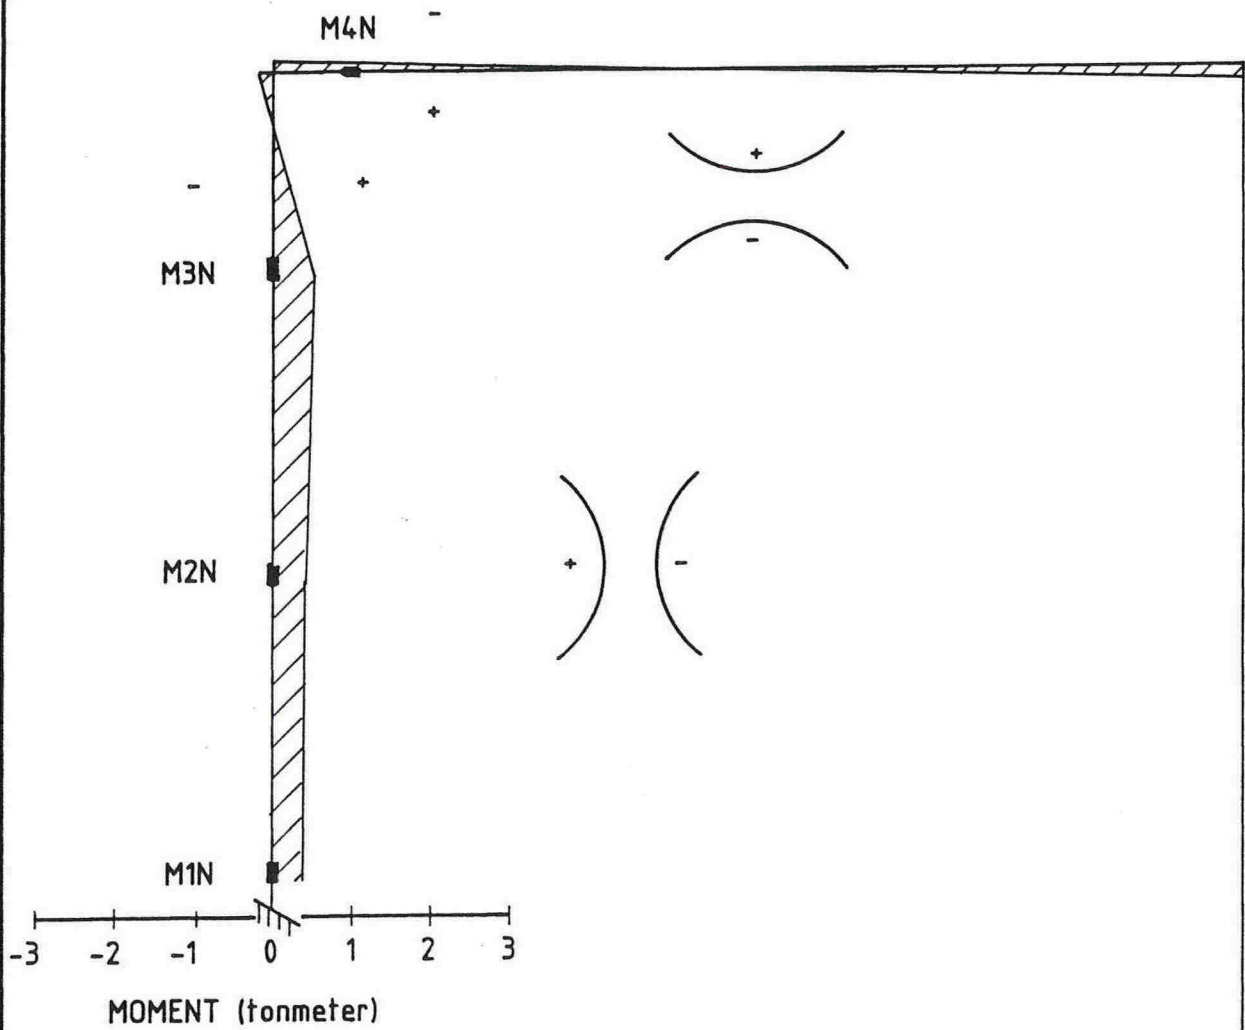 -
M4N
+
+
+
-
-
M3N
M2N
+ -
M1N
-3 -2 -1 0 1 2 3
MOMENT (tonmeter)